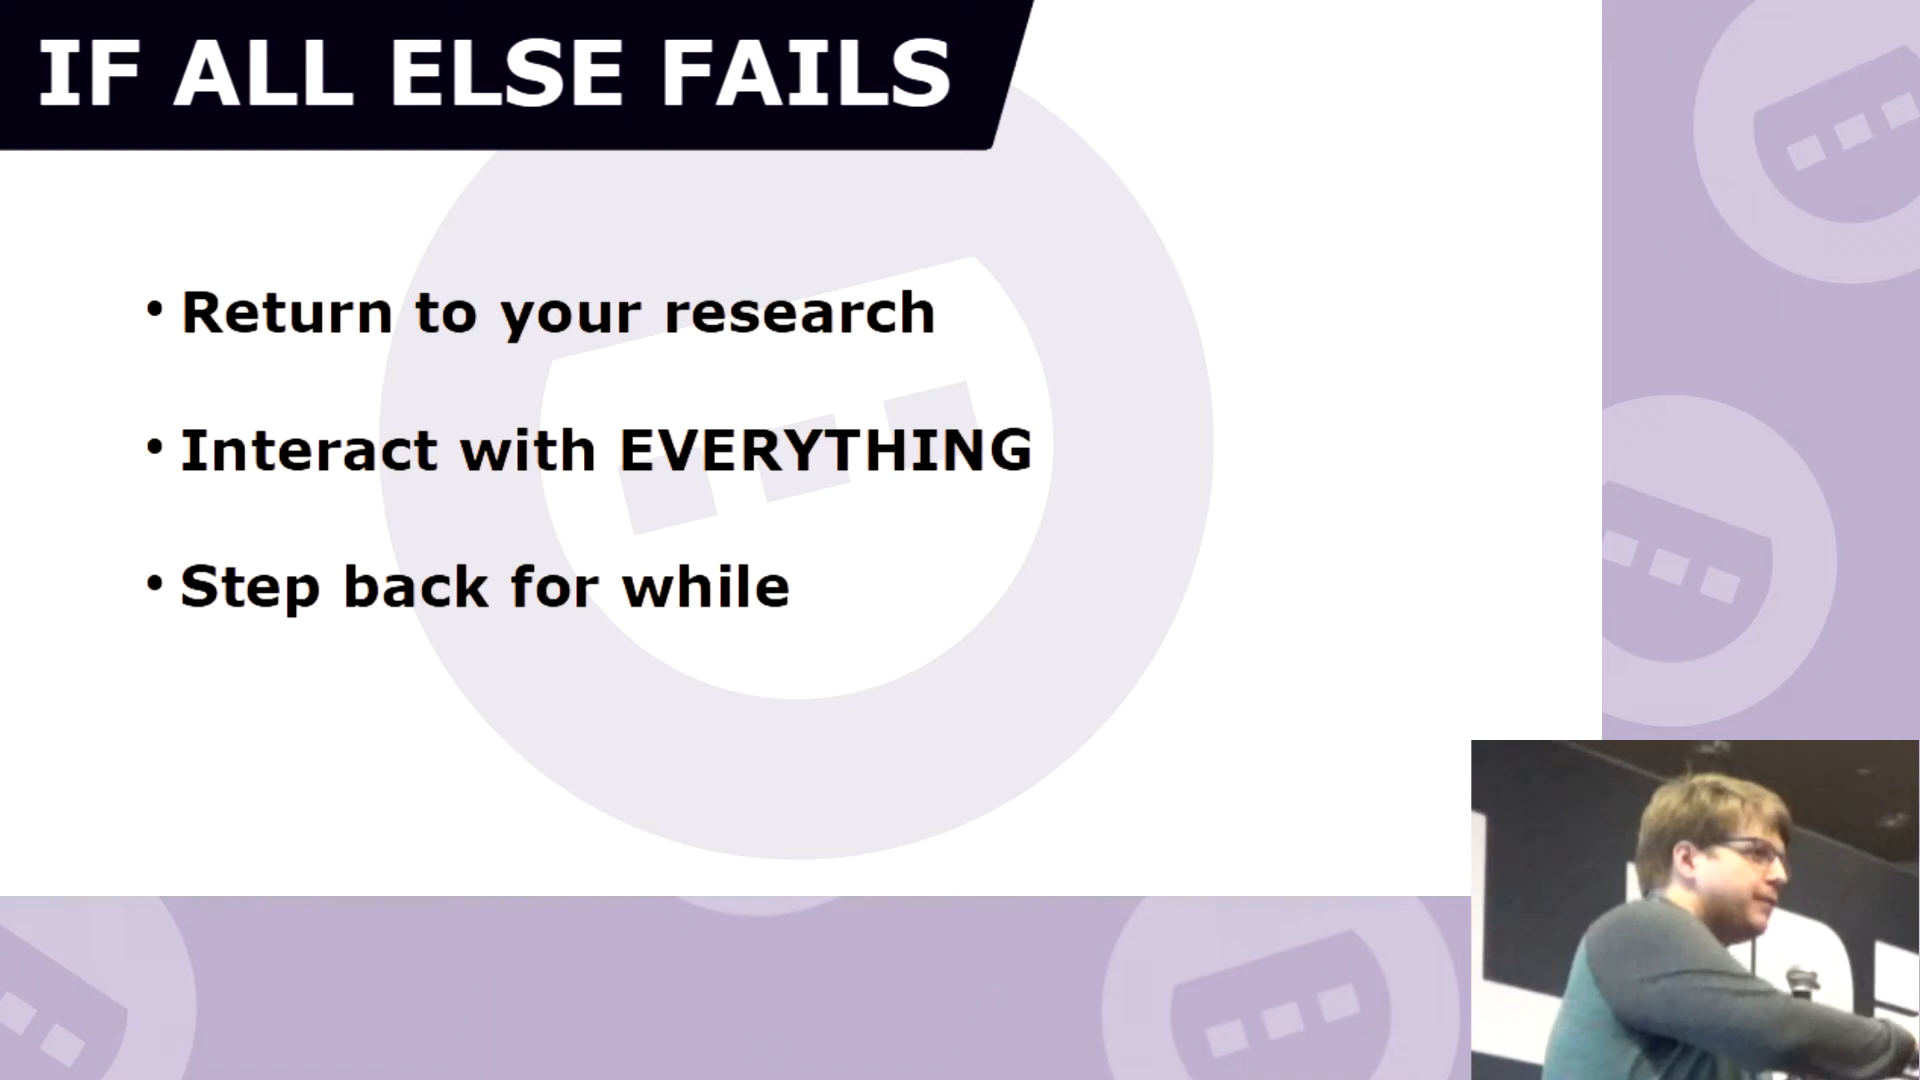 IF ALL ELSE FAILS
• Return to your research
• Interact with EVERYTHING
• Step back for while